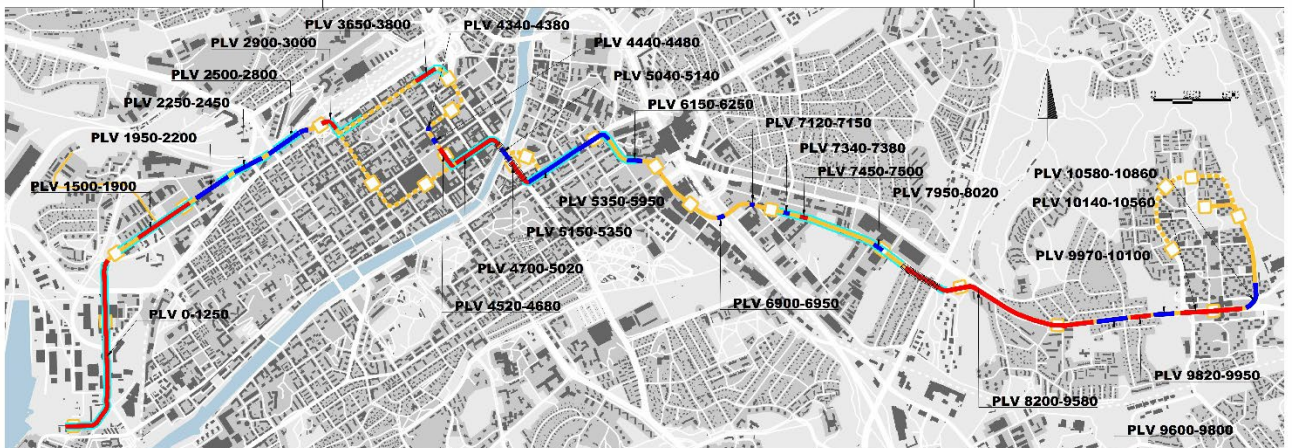 PLV 3650-3800
PLV 4340-4380
PLV 2900-3000
PLV 4440-4480
PLV 2500-2800
PLV 5040-5140
PLV 2250-2450
PLV 6150-6250
PLV 1950-2200
PLV 7120-7150
PLV 7340-7380
PLV 7450-7500
PLV 1500-1900
PLV 7950-8020
PLV 10580-10860
PLV 10140-10560
PLV 5350-5950
PLV 5150-5350
PLV 9970-10100
PLV 4700-5020
PLV 4520-4680
PLV 6900-6950
PLV 0-1250
PLV 9820-9950
PLV 8200-9580
PLV 9600-9800